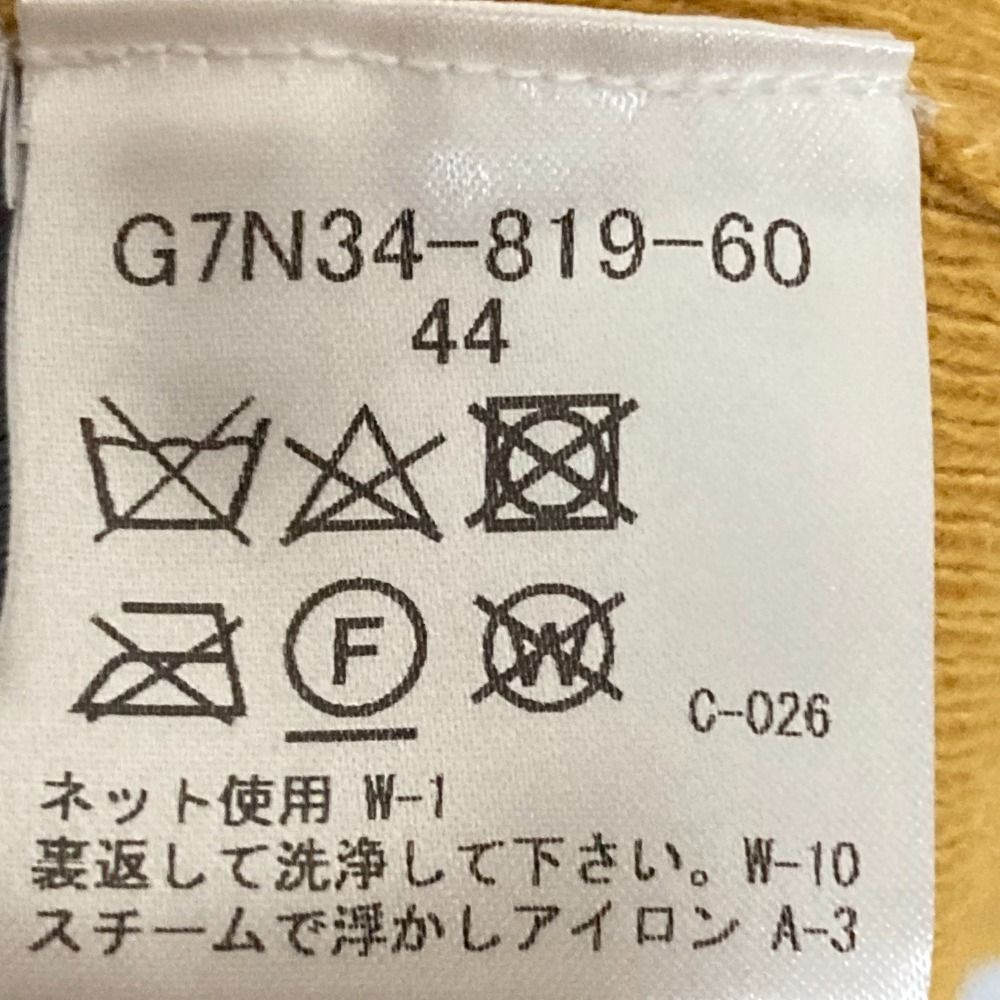 G7N34-819-60
44
F
W
C-026
ネット使用 W-1
裏返して洗浄して下さい。W-10
スチームで浮かしアイロン A-3